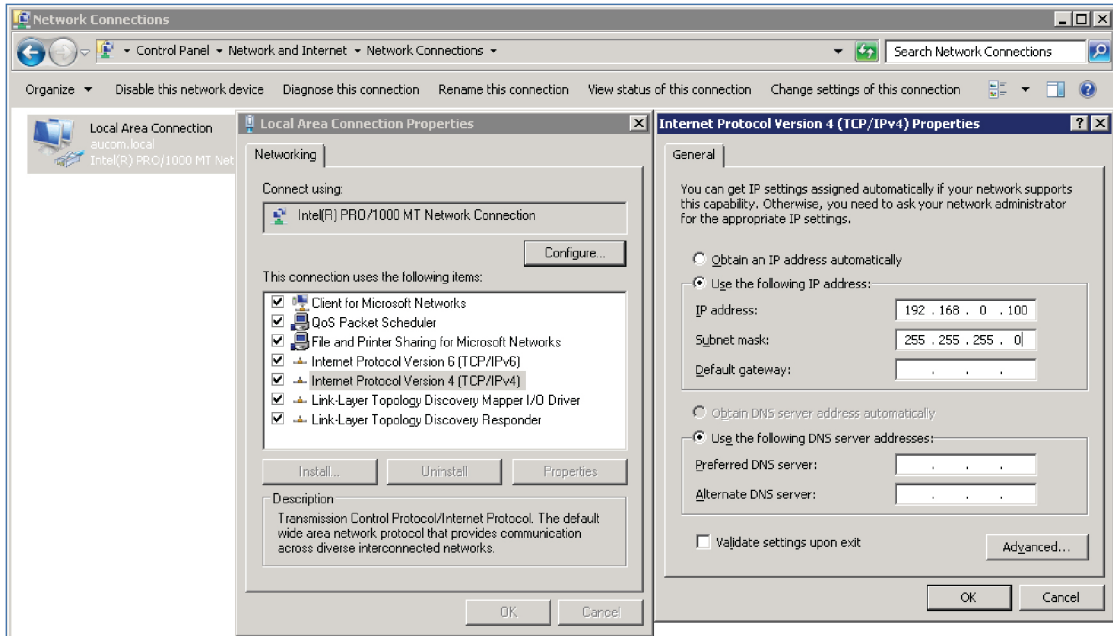 Network Connections
Control Panel Network and Internet Network Connections
Search Network Connections
Organize Disable this network device Diagnose this connection Rename this connection View status of this connection Change settings of this connection
Local Area Connection
aucom.local
Intel(R) PRO/1000 MT Net
Local Area Connection Properties
Networking
Connect using:
Intel(R) PRO/1000 MT Network Connection
Configure...
This connection uses the following items:
Client for Microsoft Networks
QoS Packet Scheduler
File and Printer Sharing for Microsoft Networks
Internet Protocol Version 6 (TCP/IPv6)
Internet Protocol Version 4 (TCP/IPv4)
Link-Layer Topology Discovery Mapper I/O Driver
Link-Layer Topology Discovery Responder
Install... Uninstall Properties
Description
Transmission Control Protocol/Internet Protocol. The default
wide area network protocol that provides communication
across diverse interconnected networks.
OK Cancel
Internet Protocol Version 4 (TCP/IPv4) Properties
General
You can get IP settings assigned automatically if your network supports
this capability. Otherwise, you need to ask your network administrator
for the appropriate IP settings.
Obtain an IP address automatically
Use the following IP address:
IP address: 192 . 168 . 0 . 100
Subnet mask: 255 . 255 . 255 . 0
Default gateway: . . .
Obtain DNS server address automatically
Use the following DNS server addresses:
Preferred DNS server: . . .
Alternate DNS server: . . .
Validate settings upon exit
Advanced...
OK Cancel